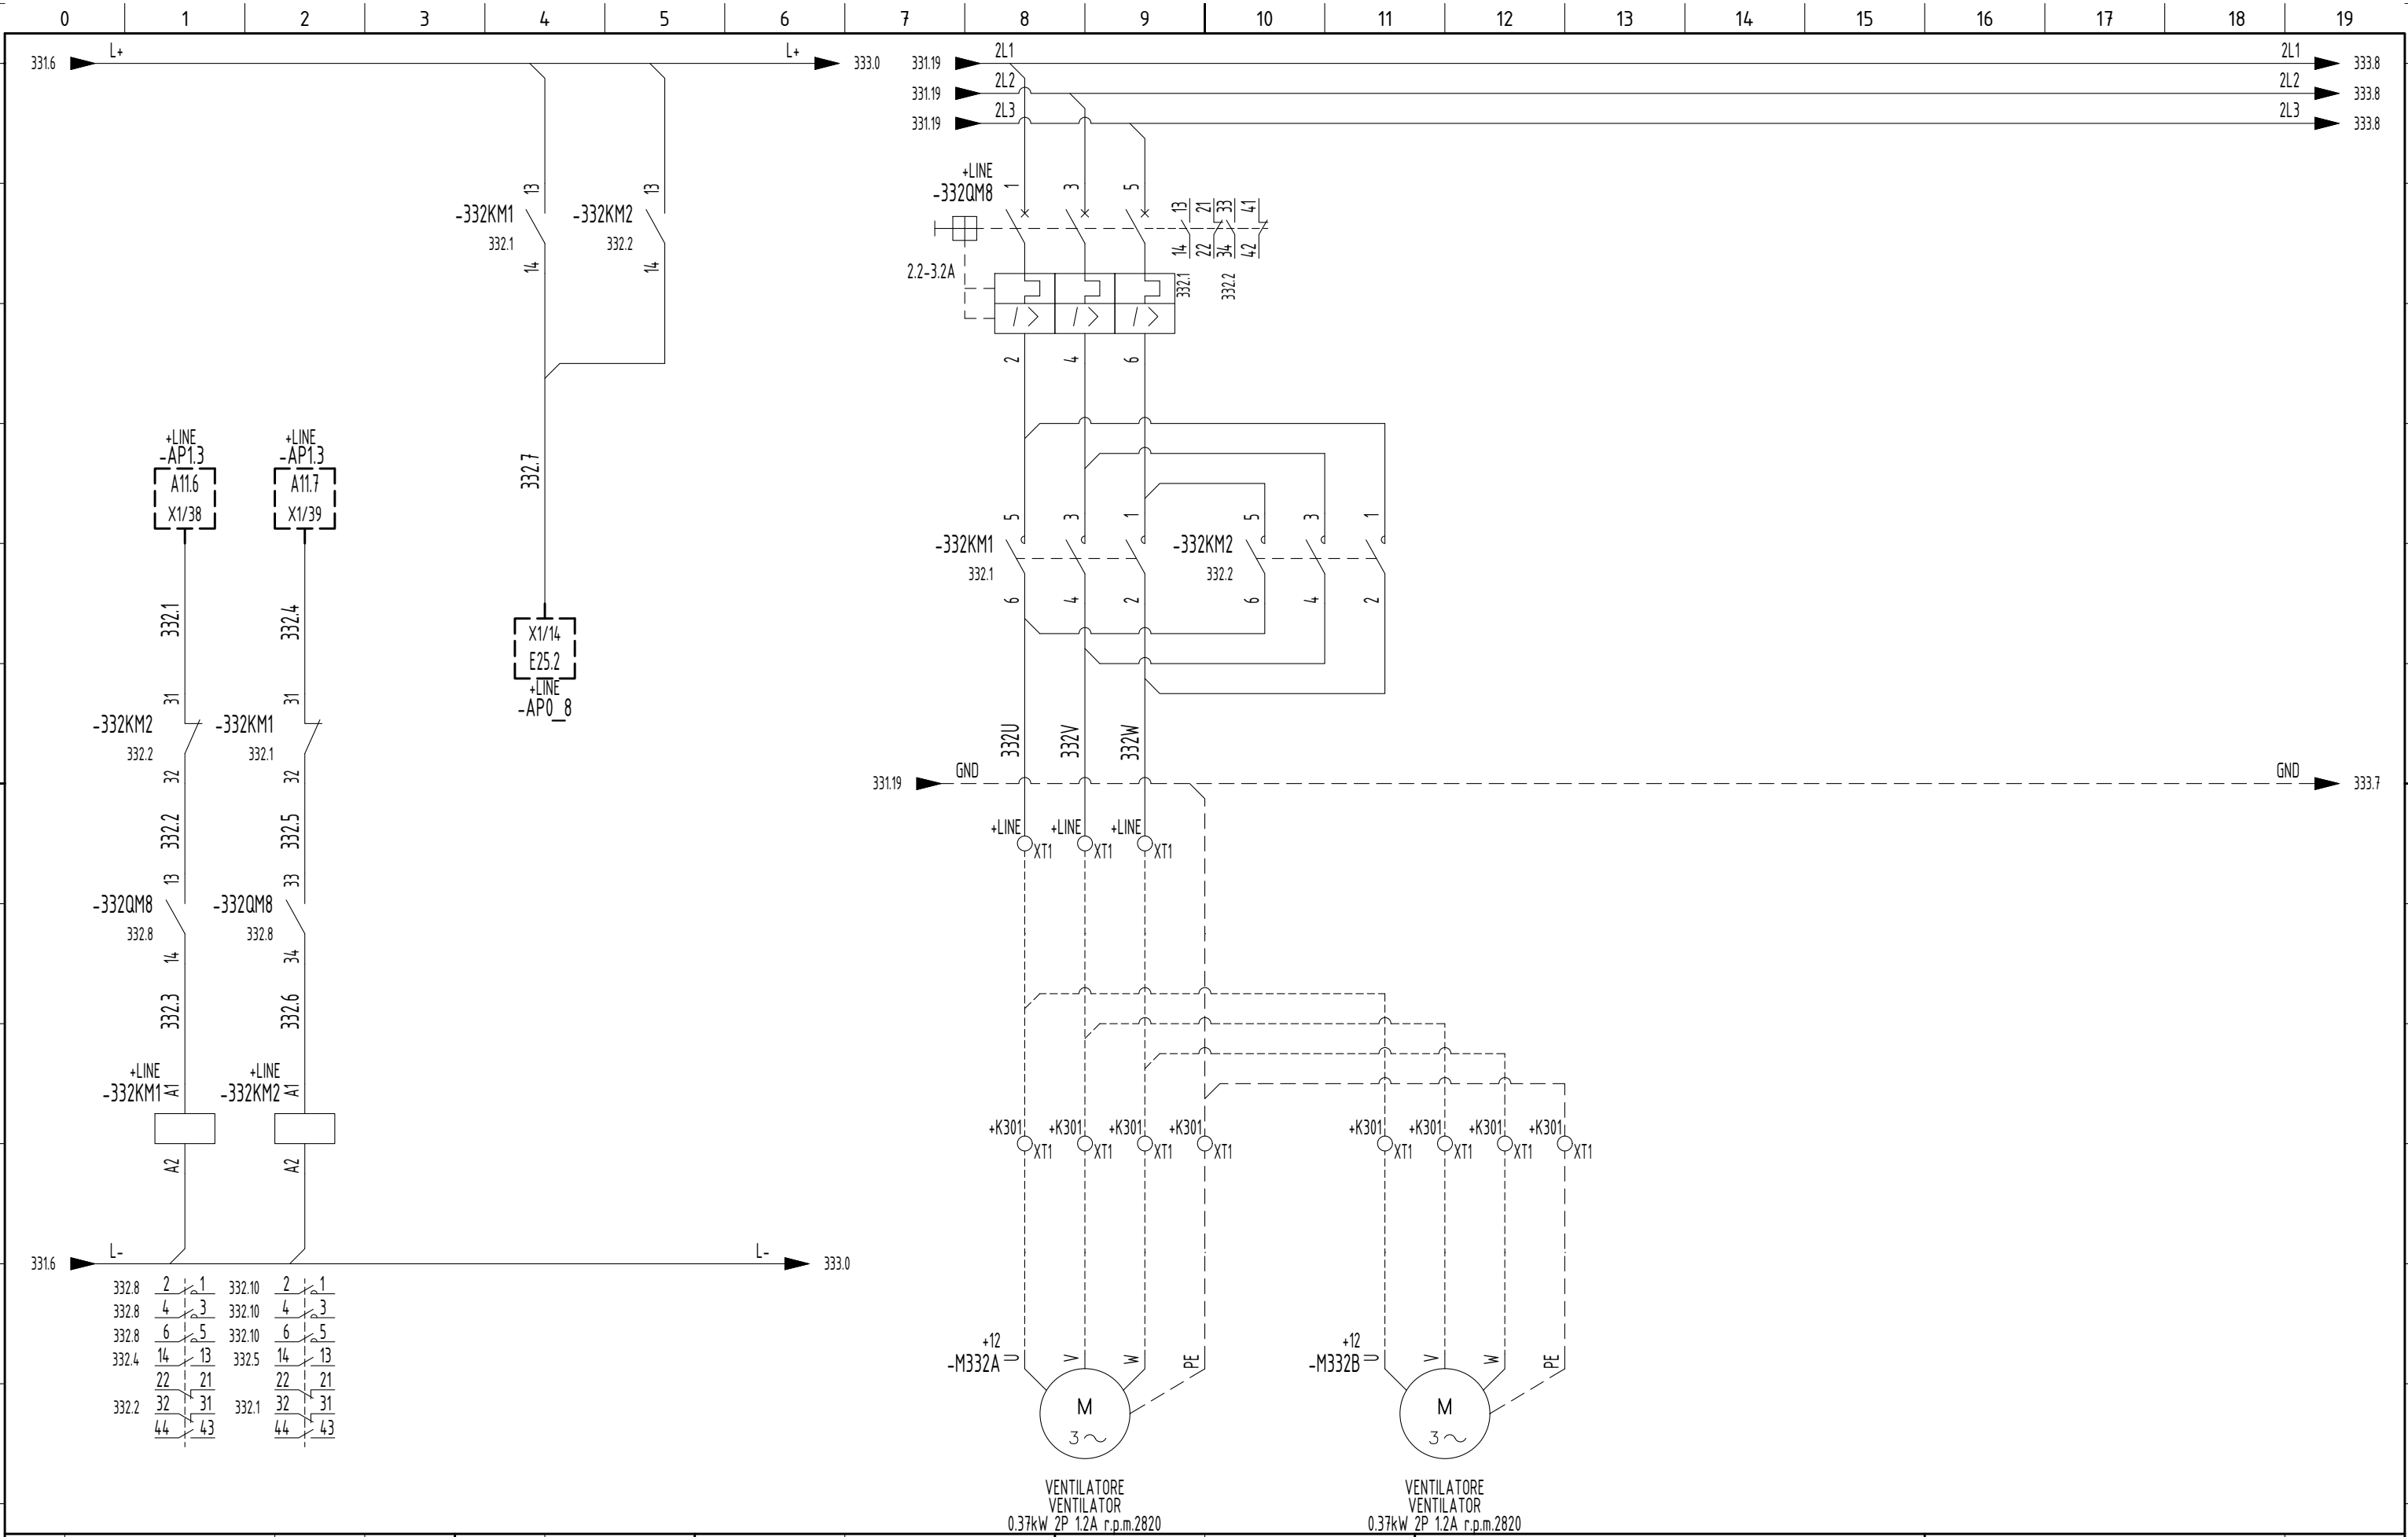 0 1 2 3 4 5 6 7 8 9 10 11 12 13 14 15 16 17 18 19
331.6 L+ L+ 333.0 331.19 2L1 2L1 333.8
331.19 2L2 2L2 333.8
331.19 2L3 2L3 333.8
+LINE
-332QM8
1 3 5
13 21 33 41
14 22 34 42
332.1 332.2
2.2-3.2A
2 4 6
13 13
-332KM1 -332KM2
332.1 332.2
14 14
332.7
X1/14
E25.2
+LINE
-AP0_8
+LINE +LINE
-AP1.3 -AP1.3
A11.6 A11.7
X1/38 X1/39
332.1 332.4
31 31
-332KM2 -332KM1
332.2 332.1
32 32
332.2 332.5
13 33
-332QM8 -332QM8
332.8 332.8
14 34
332.3 332.6
+LINE +LINE
-332KM1 A1 -332KM2 A1
A2 A2
331.6 L- L- 333.0
332.8 2 1 332.10 2 1
332.8 4 3 332.10 4 3
332.8 6 5 332.10 6 5
332.4 14 13 332.5 14 13
22 21 22 21
332.2 32 31 332.1 32 31
44 43 44 43
5 3 1 5 3 1
-332KM1 -332KM2
332.1 332.2
6 4 2 6 4 2
332U 332V 332W
331.19 GND GND 333.7
+LINE +LINE +LINE
XT1 XT1 XT1
+K301 +K301 +K301 +K301 +K301 +K301 +K301 +K301
XT1 XT1 XT1 XT1 XT1 XT1 XT1 XT1
+12 +12
-M332A U V W PE -M332B U V W PE
M M
3~ 3~
VENTILATORE VENTILATORE
VENTILATOR VENTILATOR
0.37kW 2P 1.2A r.p.m.2820 0.37kW 2P 1.2A r.p.m.2820